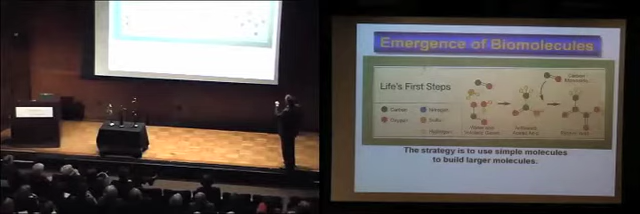 Emergence of Biomolecules
Life's First Steps
Carbon
Nitrogen
Oxygen
Sulfur
Hydrogen
Carbon
The strategy is to use simple molecules
to build larger molecules.